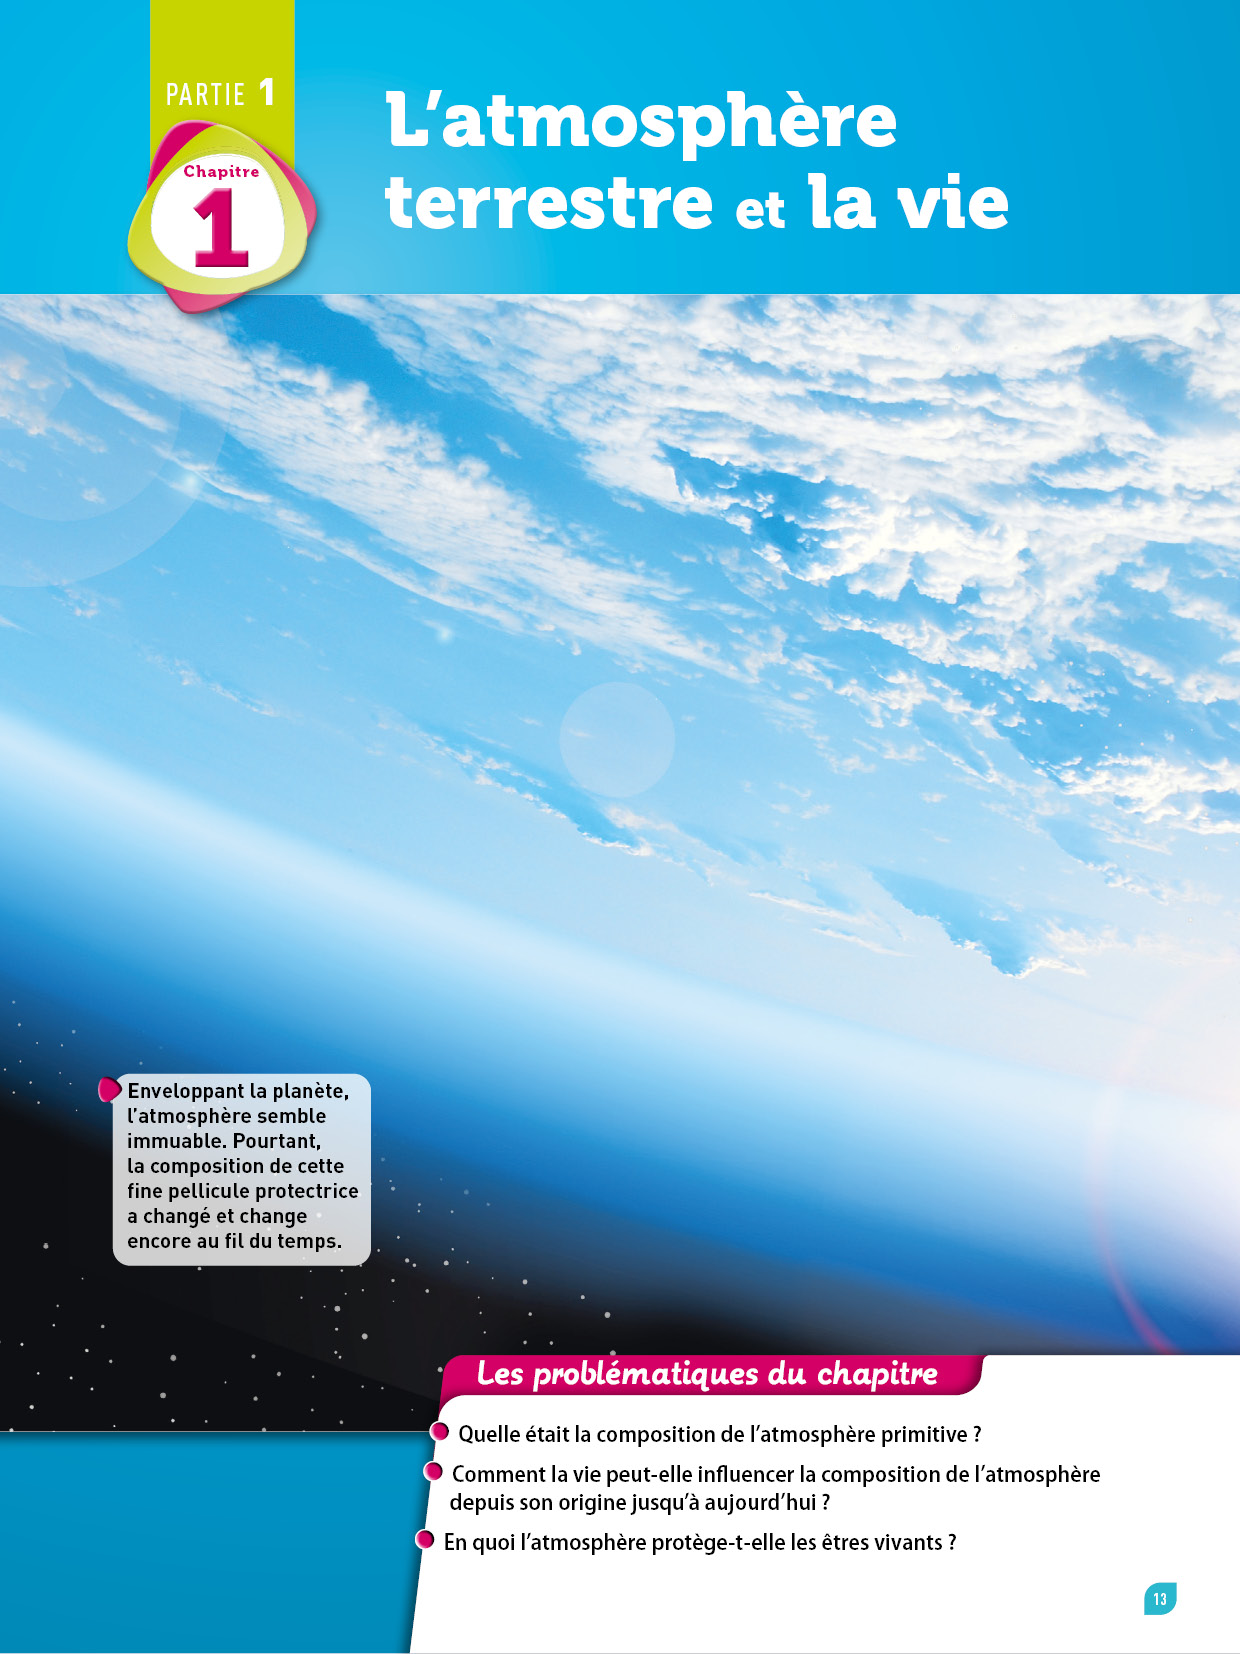 PARTIE 1
Chapitre
1
L'atmosphère
terrestre et la vie
Enveloppant la planète,
l'atmosphère semble
immuable. Pourtant,
la composition de cette
fine pellicule protectrice
a changé et change
encore au fil du temps.
Les problématiques du chapitre
Quelle était la composition de l'atmosphère primitive ?
Comment la vie peut-elle influencer la composition de l'atmosphère
depuis son origine jusqu'à aujourd'hui ?
En quoi l'atmosphère protège-t-elle les êtres vivants ?
13